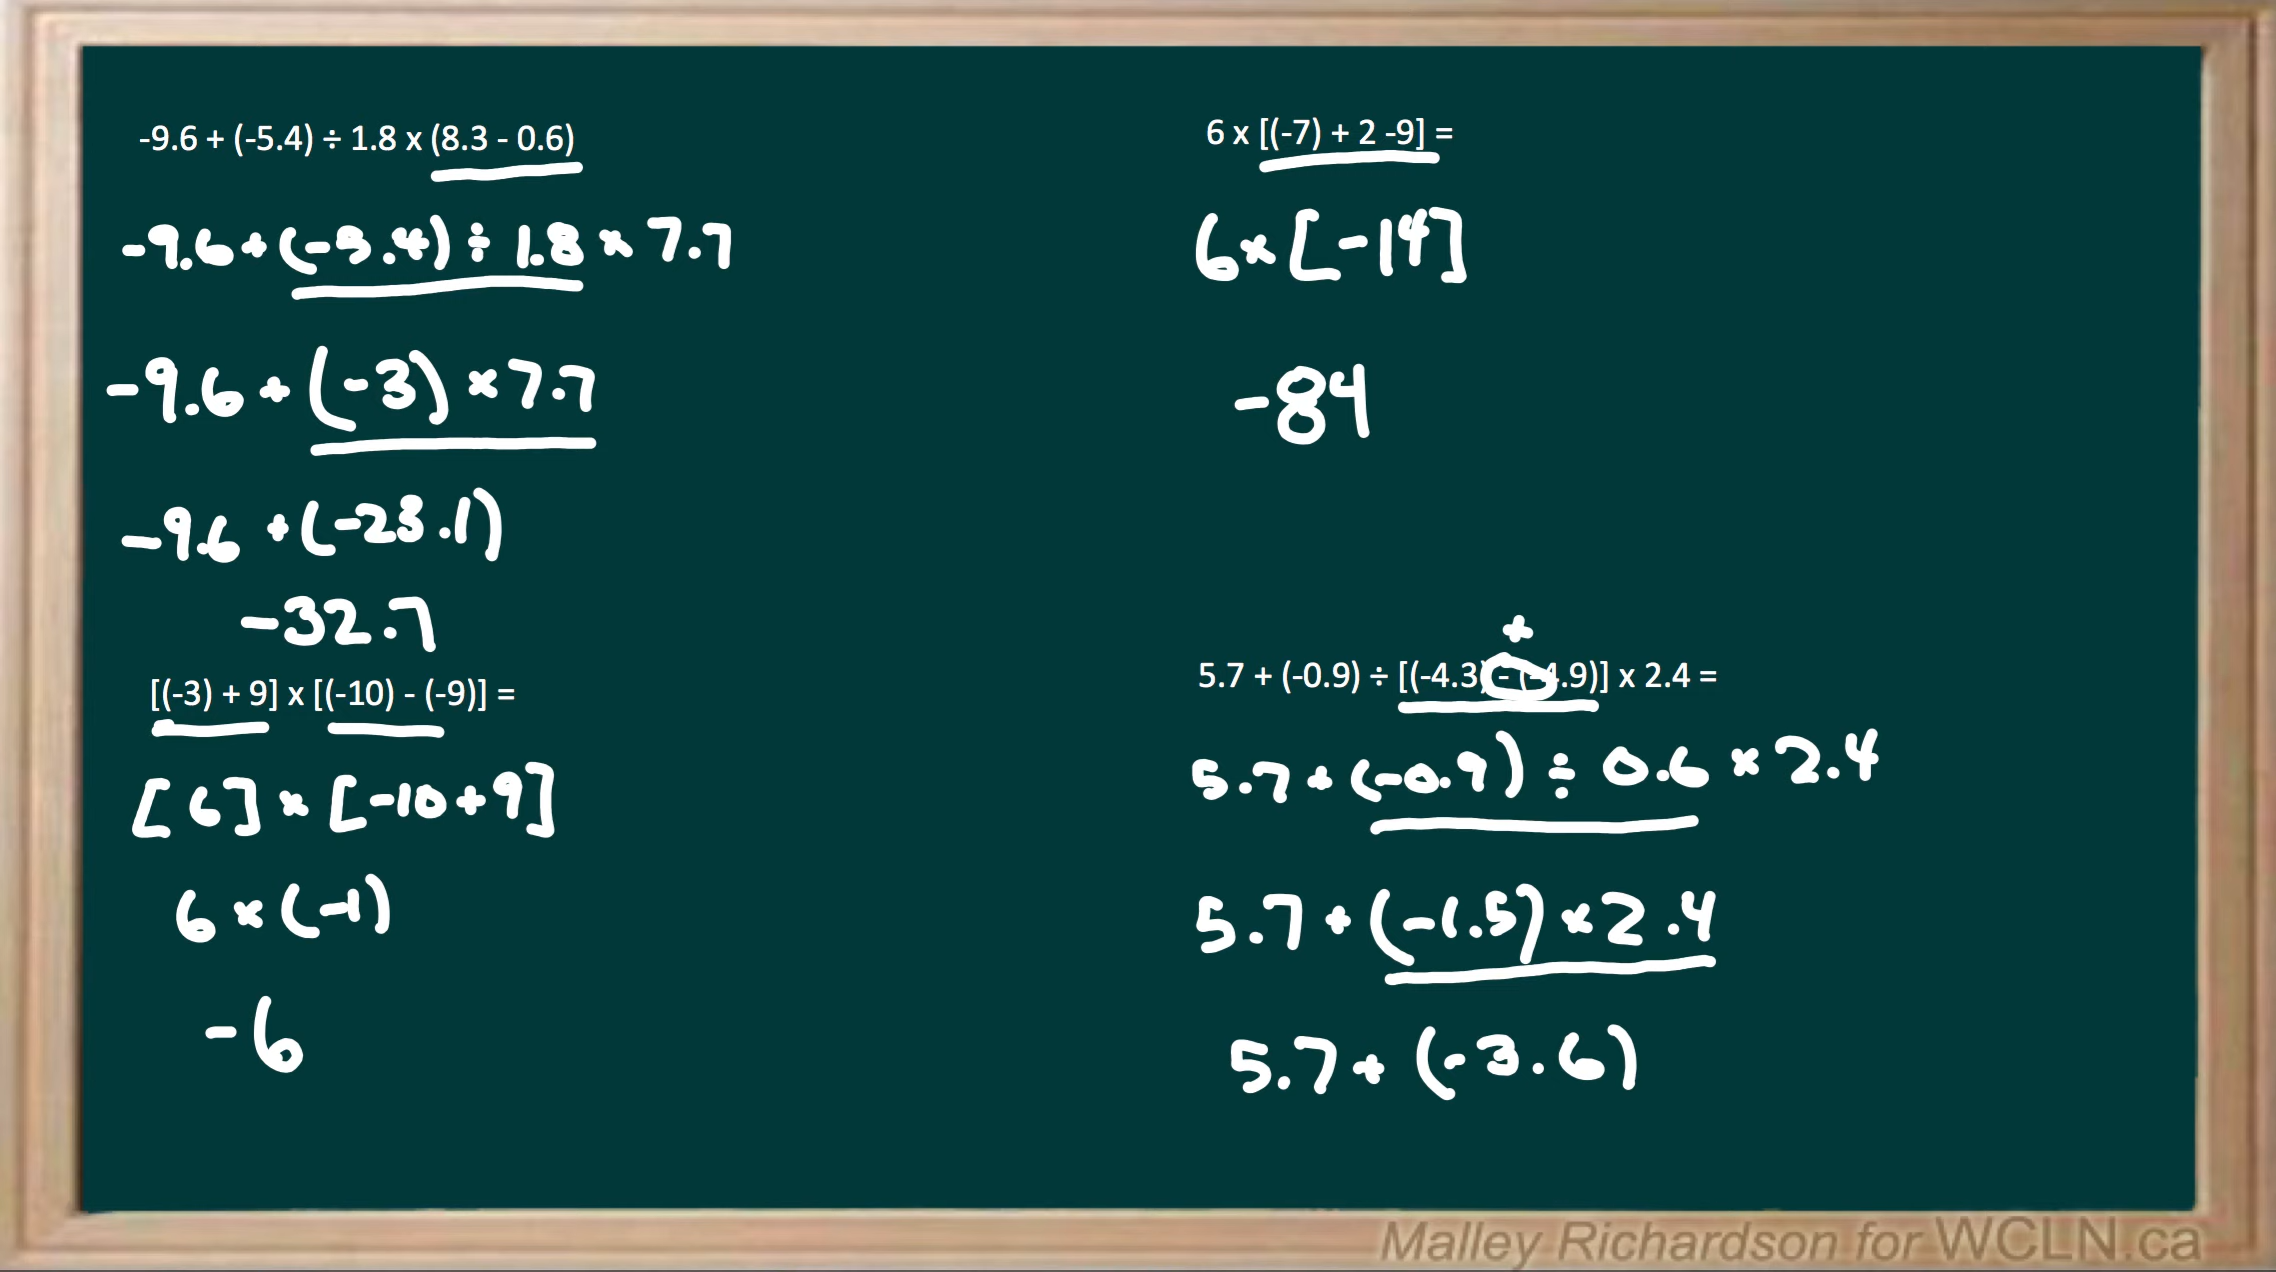 -9.6 + (-5.4) ÷ 1.8 x (8.3 - 0.6)
-9.6 + (-5.4) ÷ 1.8 × 7.7
-9.6 + (-3) × 7.7
-9.6 + (-23.1)
-32.7
[(-3) + 9] x [(-10) - (-9)] =
[6] × [-10+9]
6 × (-1)
-6
6 x [(-7) + 2 -9] =
6 × [-14]
-84
+
5.7 + (-0.9) ÷ [(-4.3) - (-4.9)] x 2.4 =
5.7 + (-0.9) ÷ 0.6 × 2.4
5.7 + (-1.5) × 2.4
5.7 + (-3.6)
Malley Richardson for WCLN.ca